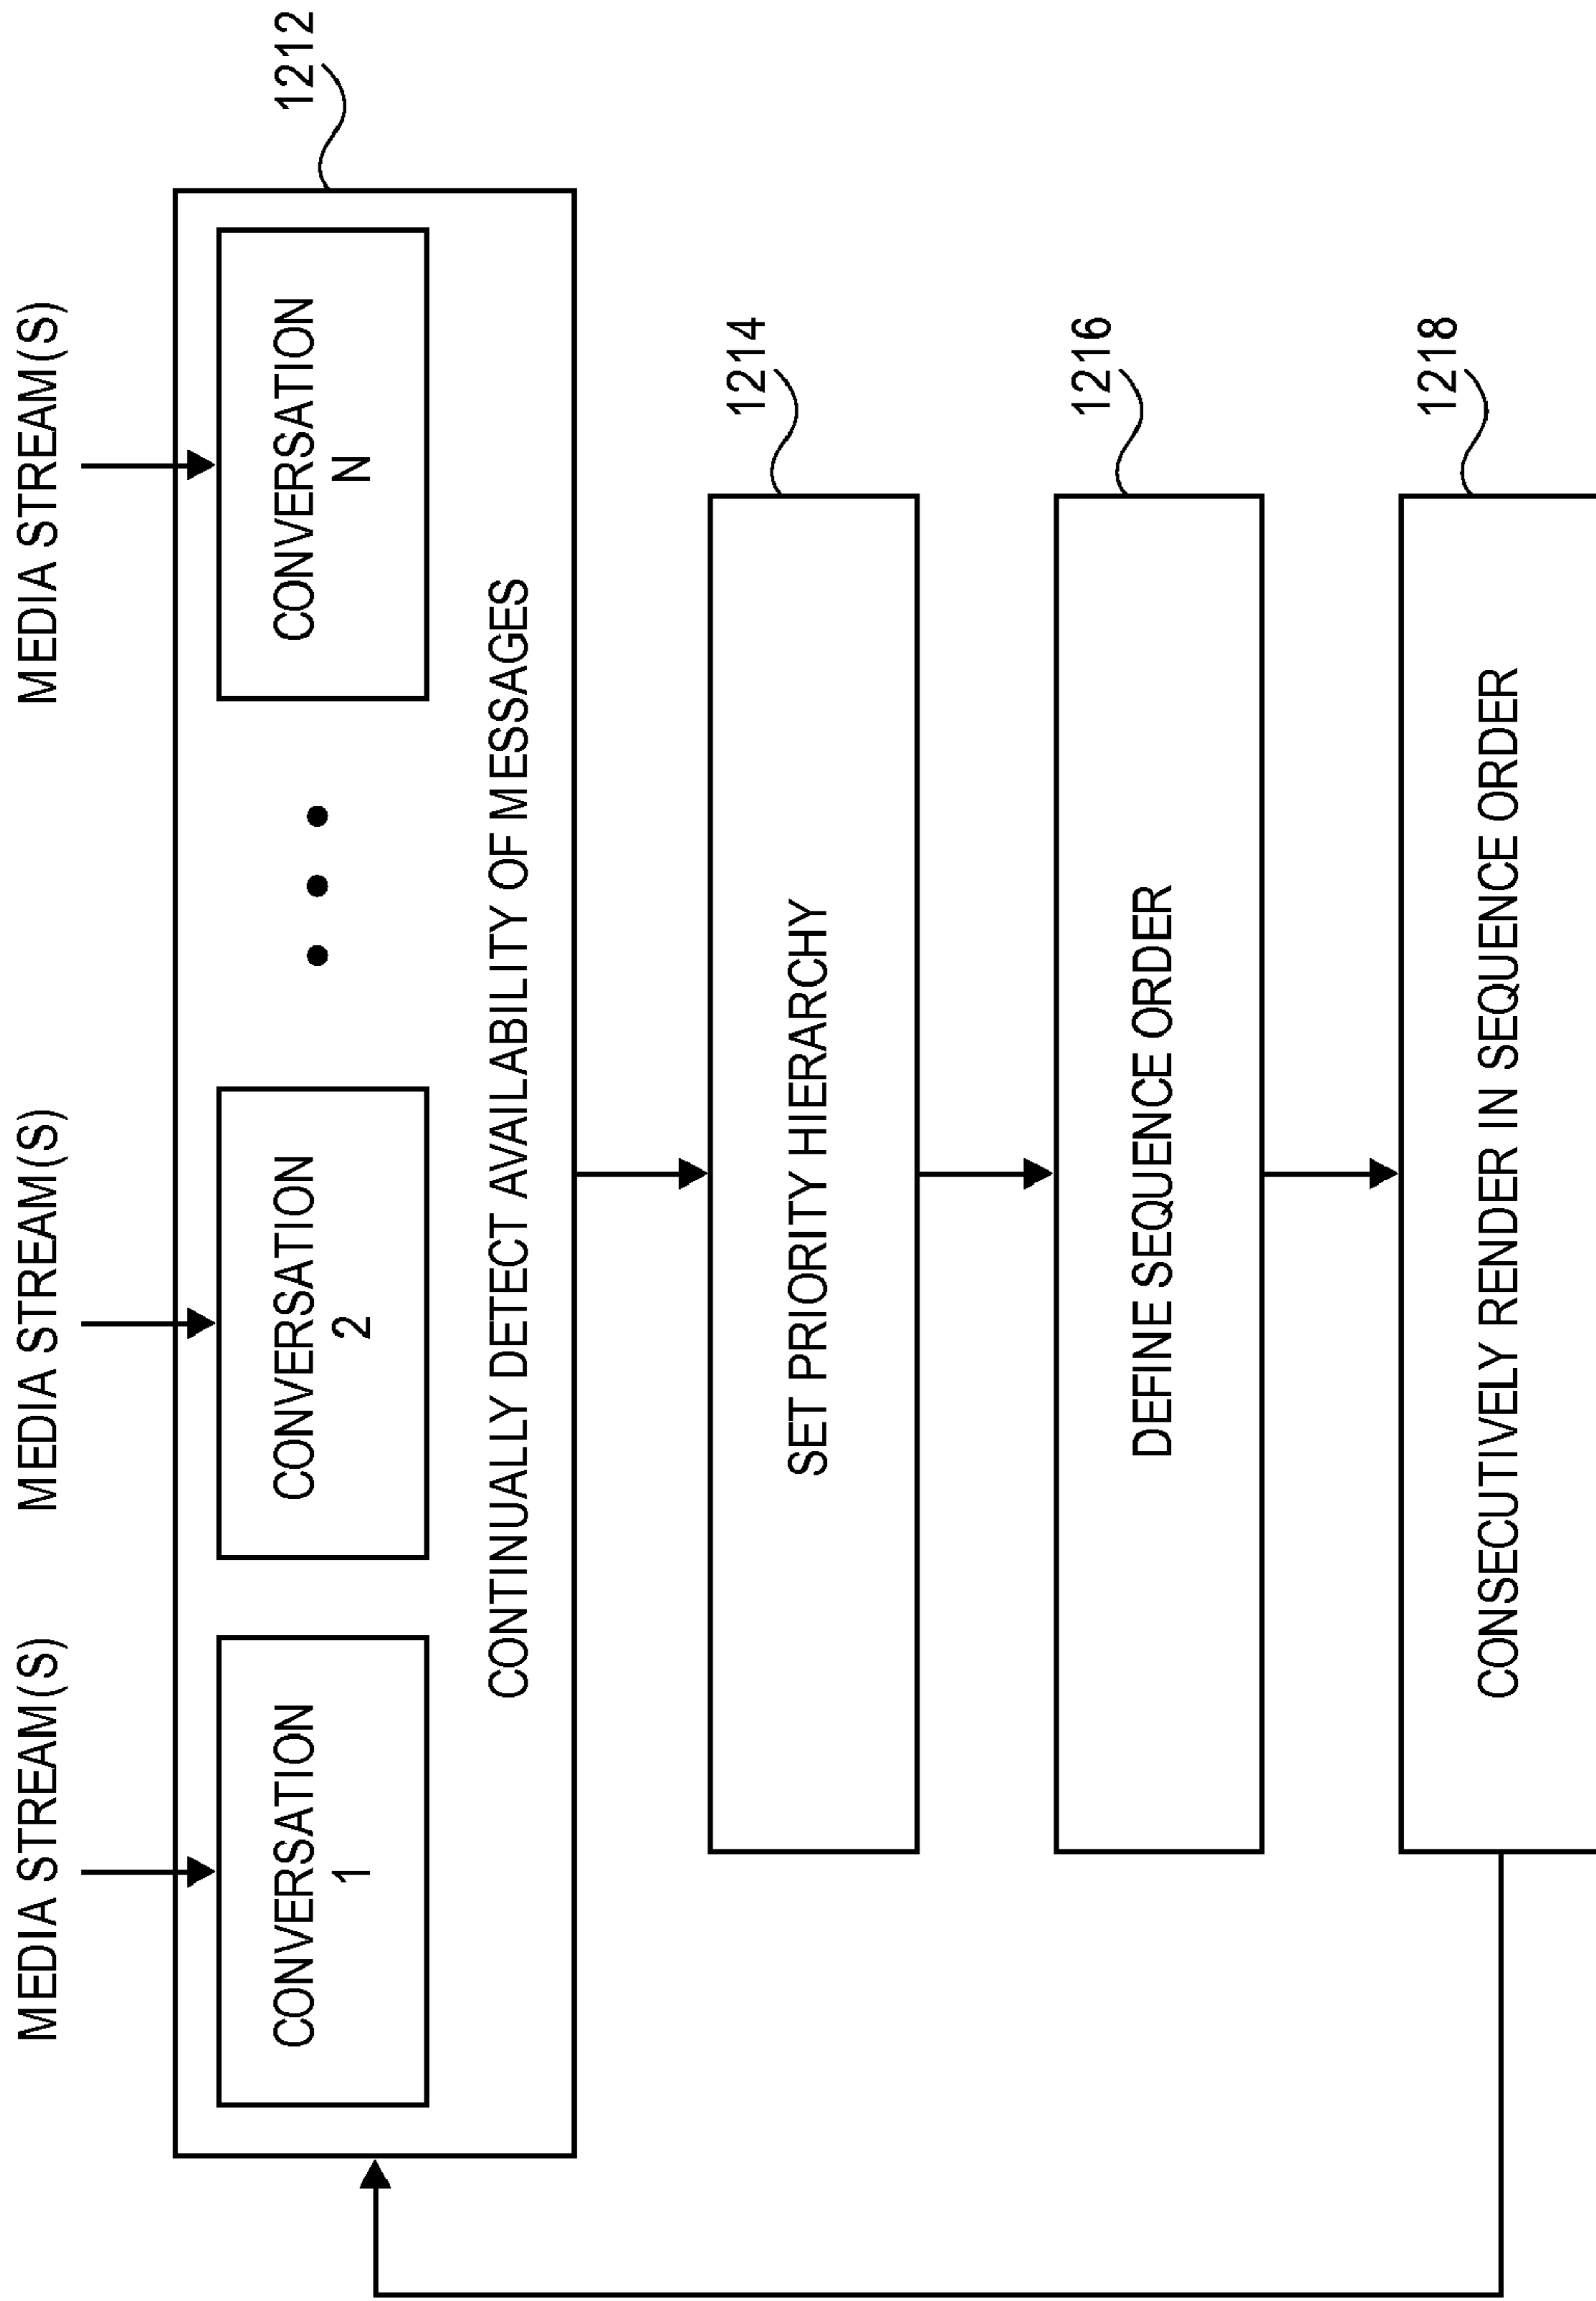 MEDIA STREAM(S)
MEDIA STREAM(S)
MEDIA STREAM(S)
1212
CONVERSATION
1
CONVERSATION
2
CONVERSATION
N
CONTINUALLY DETECT AVAILABILITY OF MESSAGES
1214
SET PRIORITY HIERARCHY
1216
DEFINE SEQUENCE ORDER
1218
CONSECUTIVELY RENDER IN SEQUENCE ORDER